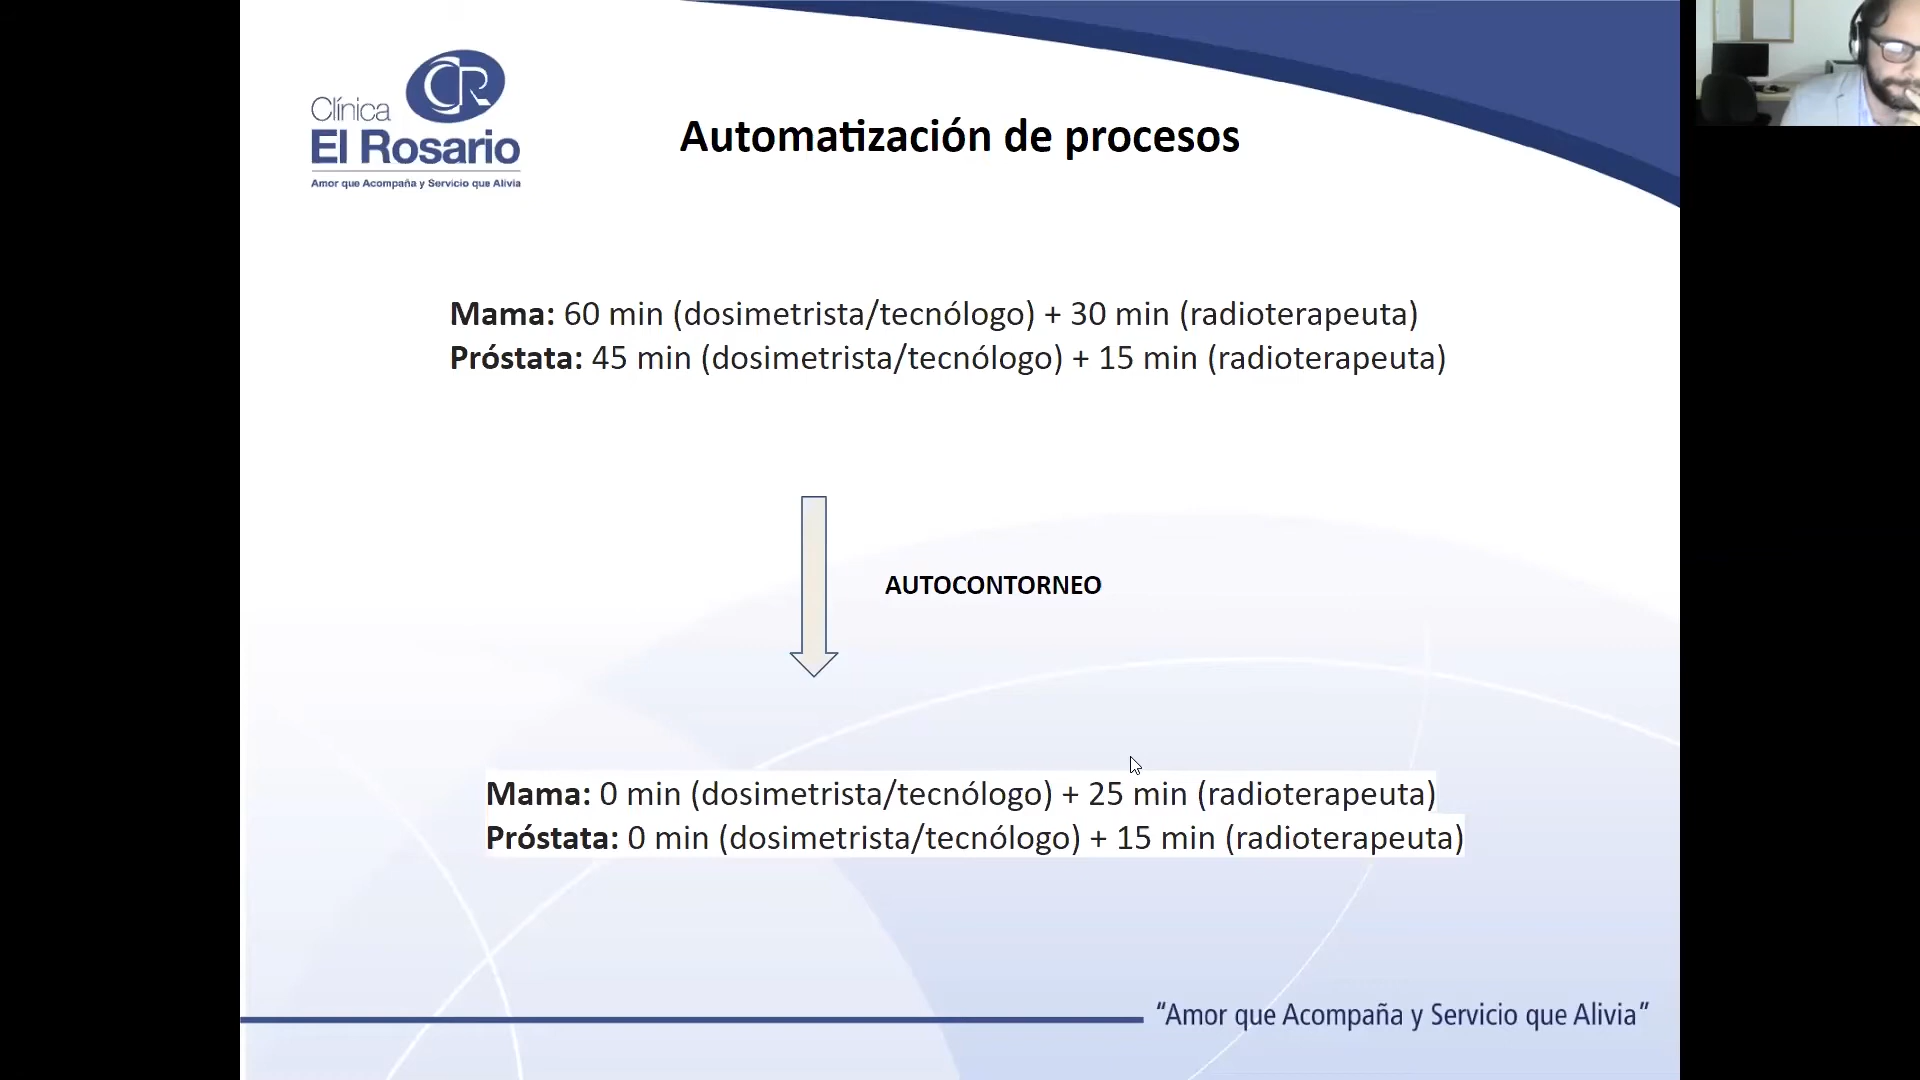 CR
Clínica
El Rosario
Amor que Acompaña y Servicio que Alivia
Automatización de procesos
Mama: 60 min (dosimetrista/tecnólogo) + 30 min (radioterapeuta)
Próstata: 45 min (dosimetrista/tecnólogo) + 15 min (radioterapeuta)
AUTOCONTORNEO
Mama: 0 min (dosimetrista/tecnólogo) + 25 min (radioterapeuta)
Próstata: 0 min (dosimetrista/tecnólogo) + 15 min (radioterapeuta)
“Amor que Acompaña y Servicio que Alivia”